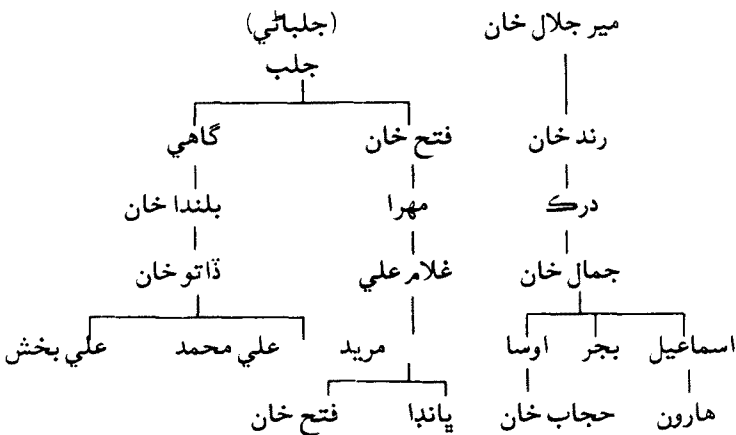 مير جلال خان (جلباڻي)
جلب
رند خان فتح خان گاهي
درڪ مهرا بلندا خان
جمال خان غلام علي ڏاتو خان
اسماعيل بجر اوسا مريد علي محمد علي بخش
هارون حجاب خان ڀانڊا فتح خان